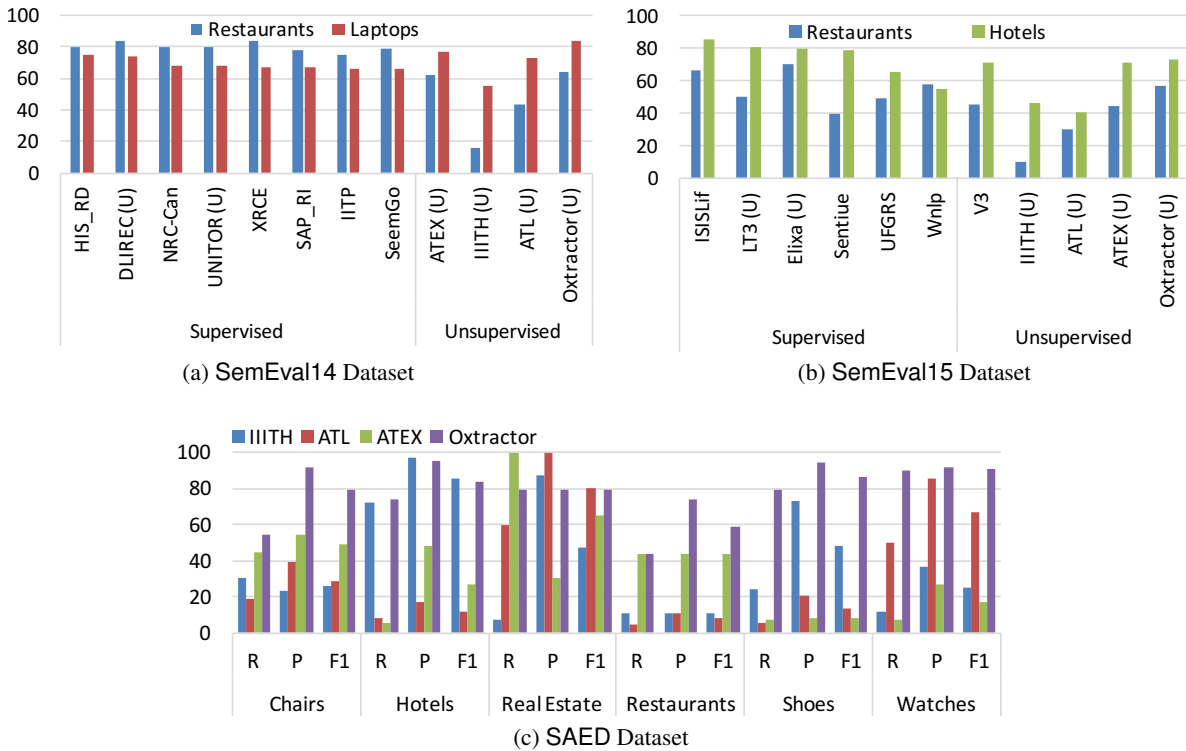 100
80
60
40
20
0
Restaurants Laptops
HIS_RD
DLIREC (U)
NRC-Can
UNITOR (U)
XRCE
SAP_RI
IITP
SeemGo
ATEX (U)
IIITH (U)
ATL (U)
Oxtractor (U)
Supervised Unsupervised
(a) SemEval14 Dataset
100
80
60
40
20
0
Restaurants Hotels
ISISLif
LT3 (U)
Elixa (U)
Sentiue
UFGRS
Wnlp
V3
IIITH (U)
ATL (U)
ATEX (U)
Oxtractor (U)
Supervised Unsupervised
(b) SemEval15 Dataset
IIITH ATL ATEX Oxtractor
100
80
60
40
20
0
R P F1 R P F1 R P F1 R P F1 R P F1 R P F1
Chairs Hotels Real Estate Restaurants Shoes Watches
(c) SAED Dataset